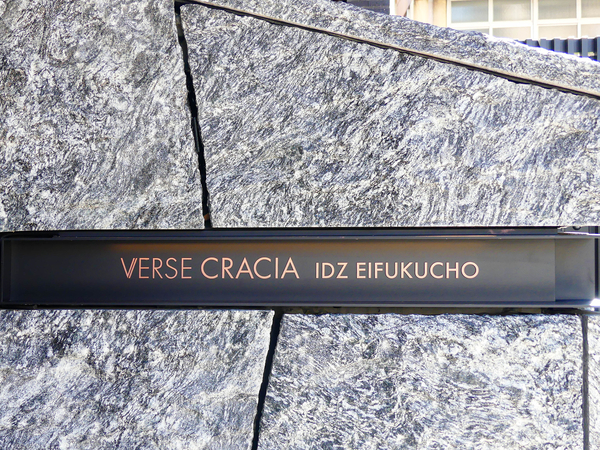 VERSE CRACIA IDZ EIFUKUCHO